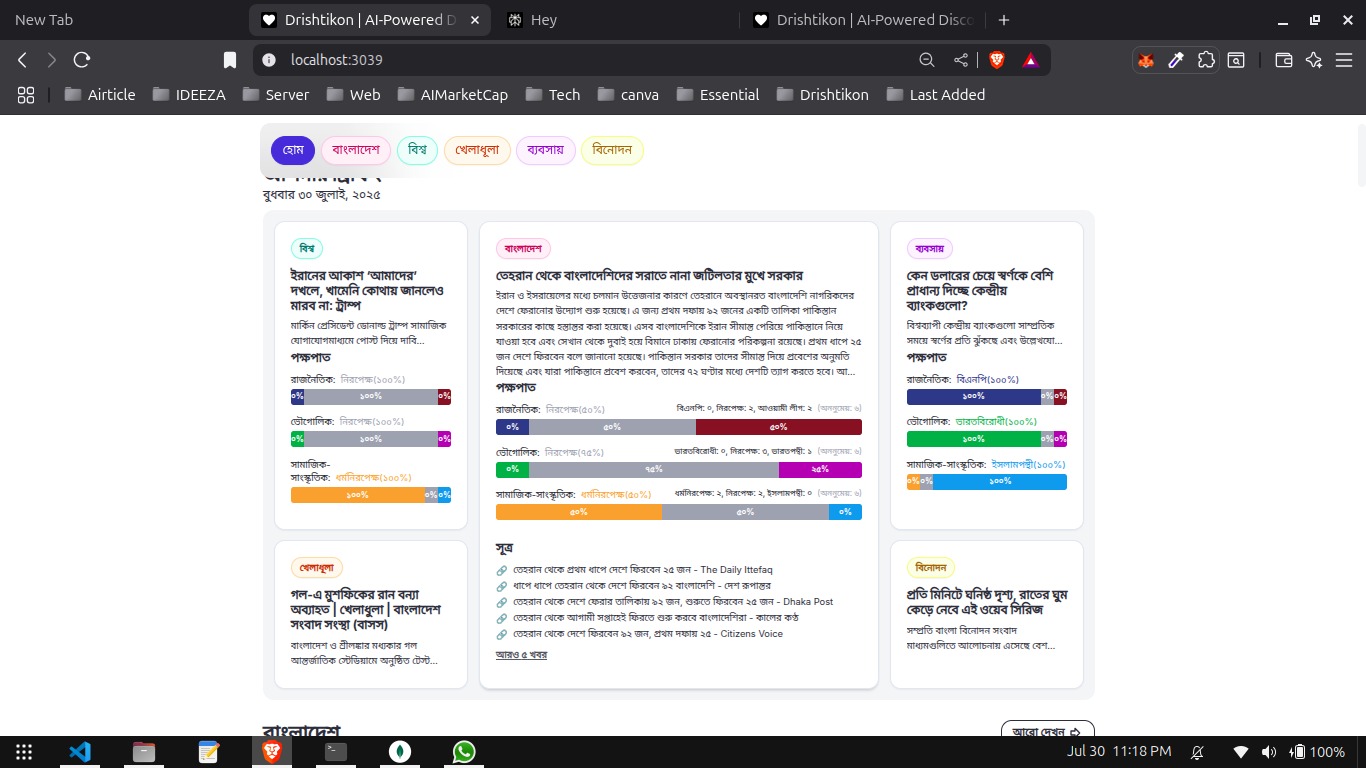 New Tab
Drishtikon | AI-Powered D
Hey
Drishtikon | AI-Powered Disco
localhost:3039
Airticle
IDEEZA
Server
Web
AIMarketCap
Tech
canva
Essential
Drishtikon
Last Added
হোম
বাংলাদেশ
বিশ্ব
খেলাধূলা
ব্যবসায়
বিনোদন
বুধবার ৩০ জুলাই, ২০২৫
বিশ্ব
ইরানের আকাশ ‘আমাদের’
দখলে, খামেনি কোথায় জানলেও
মারব না: ট্রাম্প
মার্কিন প্রেসিডেন্ট ডোনাল্ড ট্রাম্প সামাজিক
যোগাযোগমাধ্যমে পোস্ট দিয়ে দাবি...
পক্ষপাত
রাজনৈতিক: নিরপেক্ষ(১০০%)
০% ১০০% ০%
ভৌগোলিক: নিরপেক্ষ(১০০%)
০% ১০০% ০%
সামাজিক-
সাংস্কৃতিক: ধর্মনিরপেক্ষ(১০০%)
১০০% ০% ০%
খেলাধূলা
গল-এ মুশফিকের রান বন্যা
অব্যাহত | খেলাধুলা | বাংলাদেশ
সংবাদ সংস্থা (বাসস)
বাংলাদেশ ও শ্রীলঙ্কার মধ্যকার গল
আন্তর্জাতিক স্টেডিয়ামে অনুষ্ঠিত টেস্ট...
বাংলাদেশ
তেহরান থেকে বাংলাদেশিদের সরাতে নানা জটিলতার মুখে সরকার
ইরান ও ইসরায়েলের মধ্যে চলমান উত্তেজনার কারণে তেহরানে অবস্থানরত বাংলাদেশি নাগরিকদের
দেশে ফেরানোর উদ্যোগ শুরু হয়েছে। এ জন্য প্রথম দফায় ৯২ জনের একটি তালিকা পাকিস্তান
সরকারের কাছে হস্তান্তর করা হয়েছে। এসব বাংলাদেশিকে ইরান সীমান্ত পেরিয়ে পাকিস্তানে নিয়ে
যাওয়া হবে এবং সেখান থেকে দুবাই হয়ে বিমানে ঢাকায় ফেরানোর পরিকল্পনা রয়েছে। প্রথম ধাপে ২৫
জন দেশে ফিরবেন বলে জানানো হয়েছে। পাকিস্তান সরকার তাদের সীমান্ত দিয়ে প্রবেশের অনুমতি
দিয়েছে এবং যারা পাকিস্তানে প্রবেশ করবেন, তাদের ৭২ ঘণ্টার মধ্যে দেশটি ত্যাগ করতে হবে। আ...
পক্ষপাত
রাজনৈতিক: নিরপেক্ষ(৫০%) বিএনপি: ০, নিরপেক্ষ: ২, আওয়ামী লীগ: ২ (অননুমেয়: ৬)
০% ৫০% ৫০%
ভৌগোলিক: নিরপেক্ষ(৭৫%) ভারতবিরোধী: ০, নিরপেক্ষ: ৩, ভারতপন্থী: ১ (অননুমেয়: ৬)
০% ৭৫% ২৫%
সামাজিক-সাংস্কৃতিক: ধর্মনিরপেক্ষ(৫০%) ধর্মনিরপেক্ষ: ২, নিরপেক্ষ: ২, ইসলামপন্থী: ০ (অননুমেয়: ৬)
৫০% ৫০% ০%
সূত্র
তেহরান থেকে প্রথম ধাপে দেশে ফিরবেন ২৫ জন - The Daily Ittefaq
ধাপে ধাপে তেহরান থেকে দেশে ফিরবেন ৯২ বাংলাদেশি - দেশ রূপান্তর
তেহরান থেকে দেশে ফেরার তালিকায় ৯২ জন, শুরুতে ফিরবেন ২৫ জন - Dhaka Post
তেহরান থেকে আগামী সপ্তাহেই ফিরতে শুরু করবে বাংলাদেশিরা - কালের কণ্ঠ
তেহরান থেকে দেশে ফিরবেন ৯২ জন, প্রথম দফায় ২৫ - Citizens Voice
আরও ৫ খবর
ব্যবসায়
কেন ডলারের চেয়ে স্বর্ণকে বেশি
প্রাধান্য দিচ্ছে কেন্দ্রীয়
ব্যাংকগুলো?
বিশ্বব্যাপী কেন্দ্রীয় ব্যাংকগুলো সাম্প্রতিক
সময়ে স্বর্ণের প্রতি ঝুঁকছে এবং উল্লেখযো...
পক্ষপাত
রাজনৈতিক: বিএনপি(১০০%)
১০০% ০% ০%
ভৌগোলিক: ভারতবিরোধী(১০০%)
১০০% ০% ০%
সামাজিক-সাংস্কৃতিক: ইসলামপন্থী(১০০%)
০% ০% ১০০%
বিনোদন
প্রতি মিনিটে ঘনিষ্ঠ দৃশ্য, রাতের ঘুম
কেড়ে নেবে এই ওয়েব সিরিজ
সম্প্রতি বাংলা বিনোদন সংবাদ
মাধ্যমগুলিতে আলোচনায় এসেছে বেশ...
বাংলাদেশ
আরো দেখুন
Jul 30 11:18 PM
100%